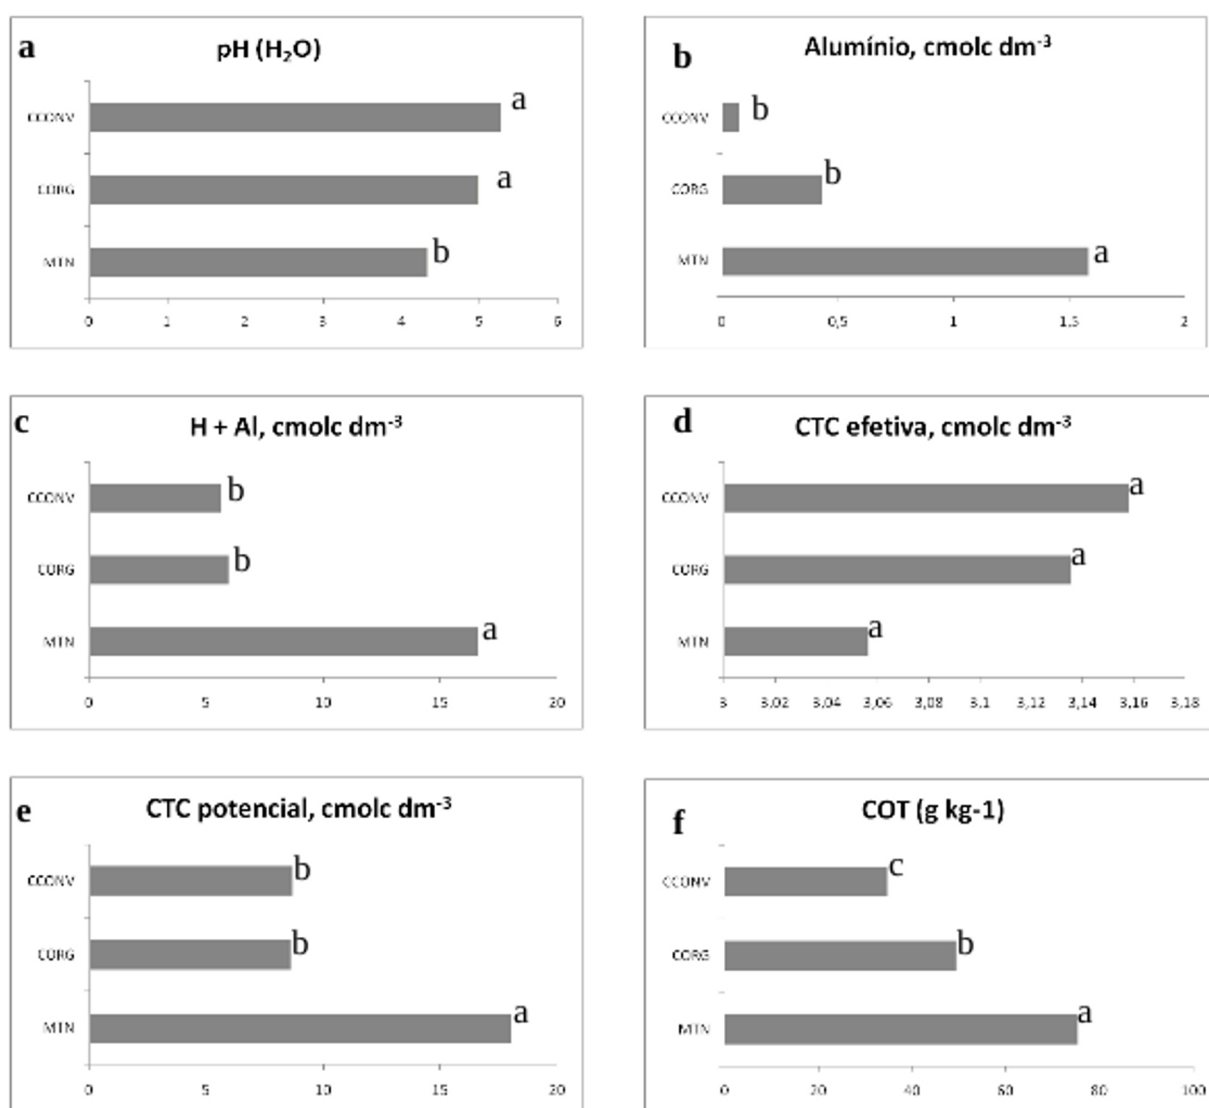 a
pH (H₂O)
CCONV a
CORG a
MTN b
0 1 2 3 4 5 6
b
Alumínio, cmolc dm⁻³
CCONV b
CORG b
MTN a
0 0,5 1 1,5 2
c
H + Al, cmolc dm⁻³
CCONV b
CORG b
MTN a
0 5 10 15 20
d
CTC efetiva, cmolc dm⁻³
CCONV a
CORG a
MTN a
3 3,02 3,04 3,06 3,08 3,1 3,12 3,14 3,16 3,18
e
CTC potencial, cmolc dm⁻³
CCONV b
CORG b
MTN a
0 5 10 15 20
f
COT (g kg-1)
CCONV c
CORG b
MTN a
0 20 40 60 80 100